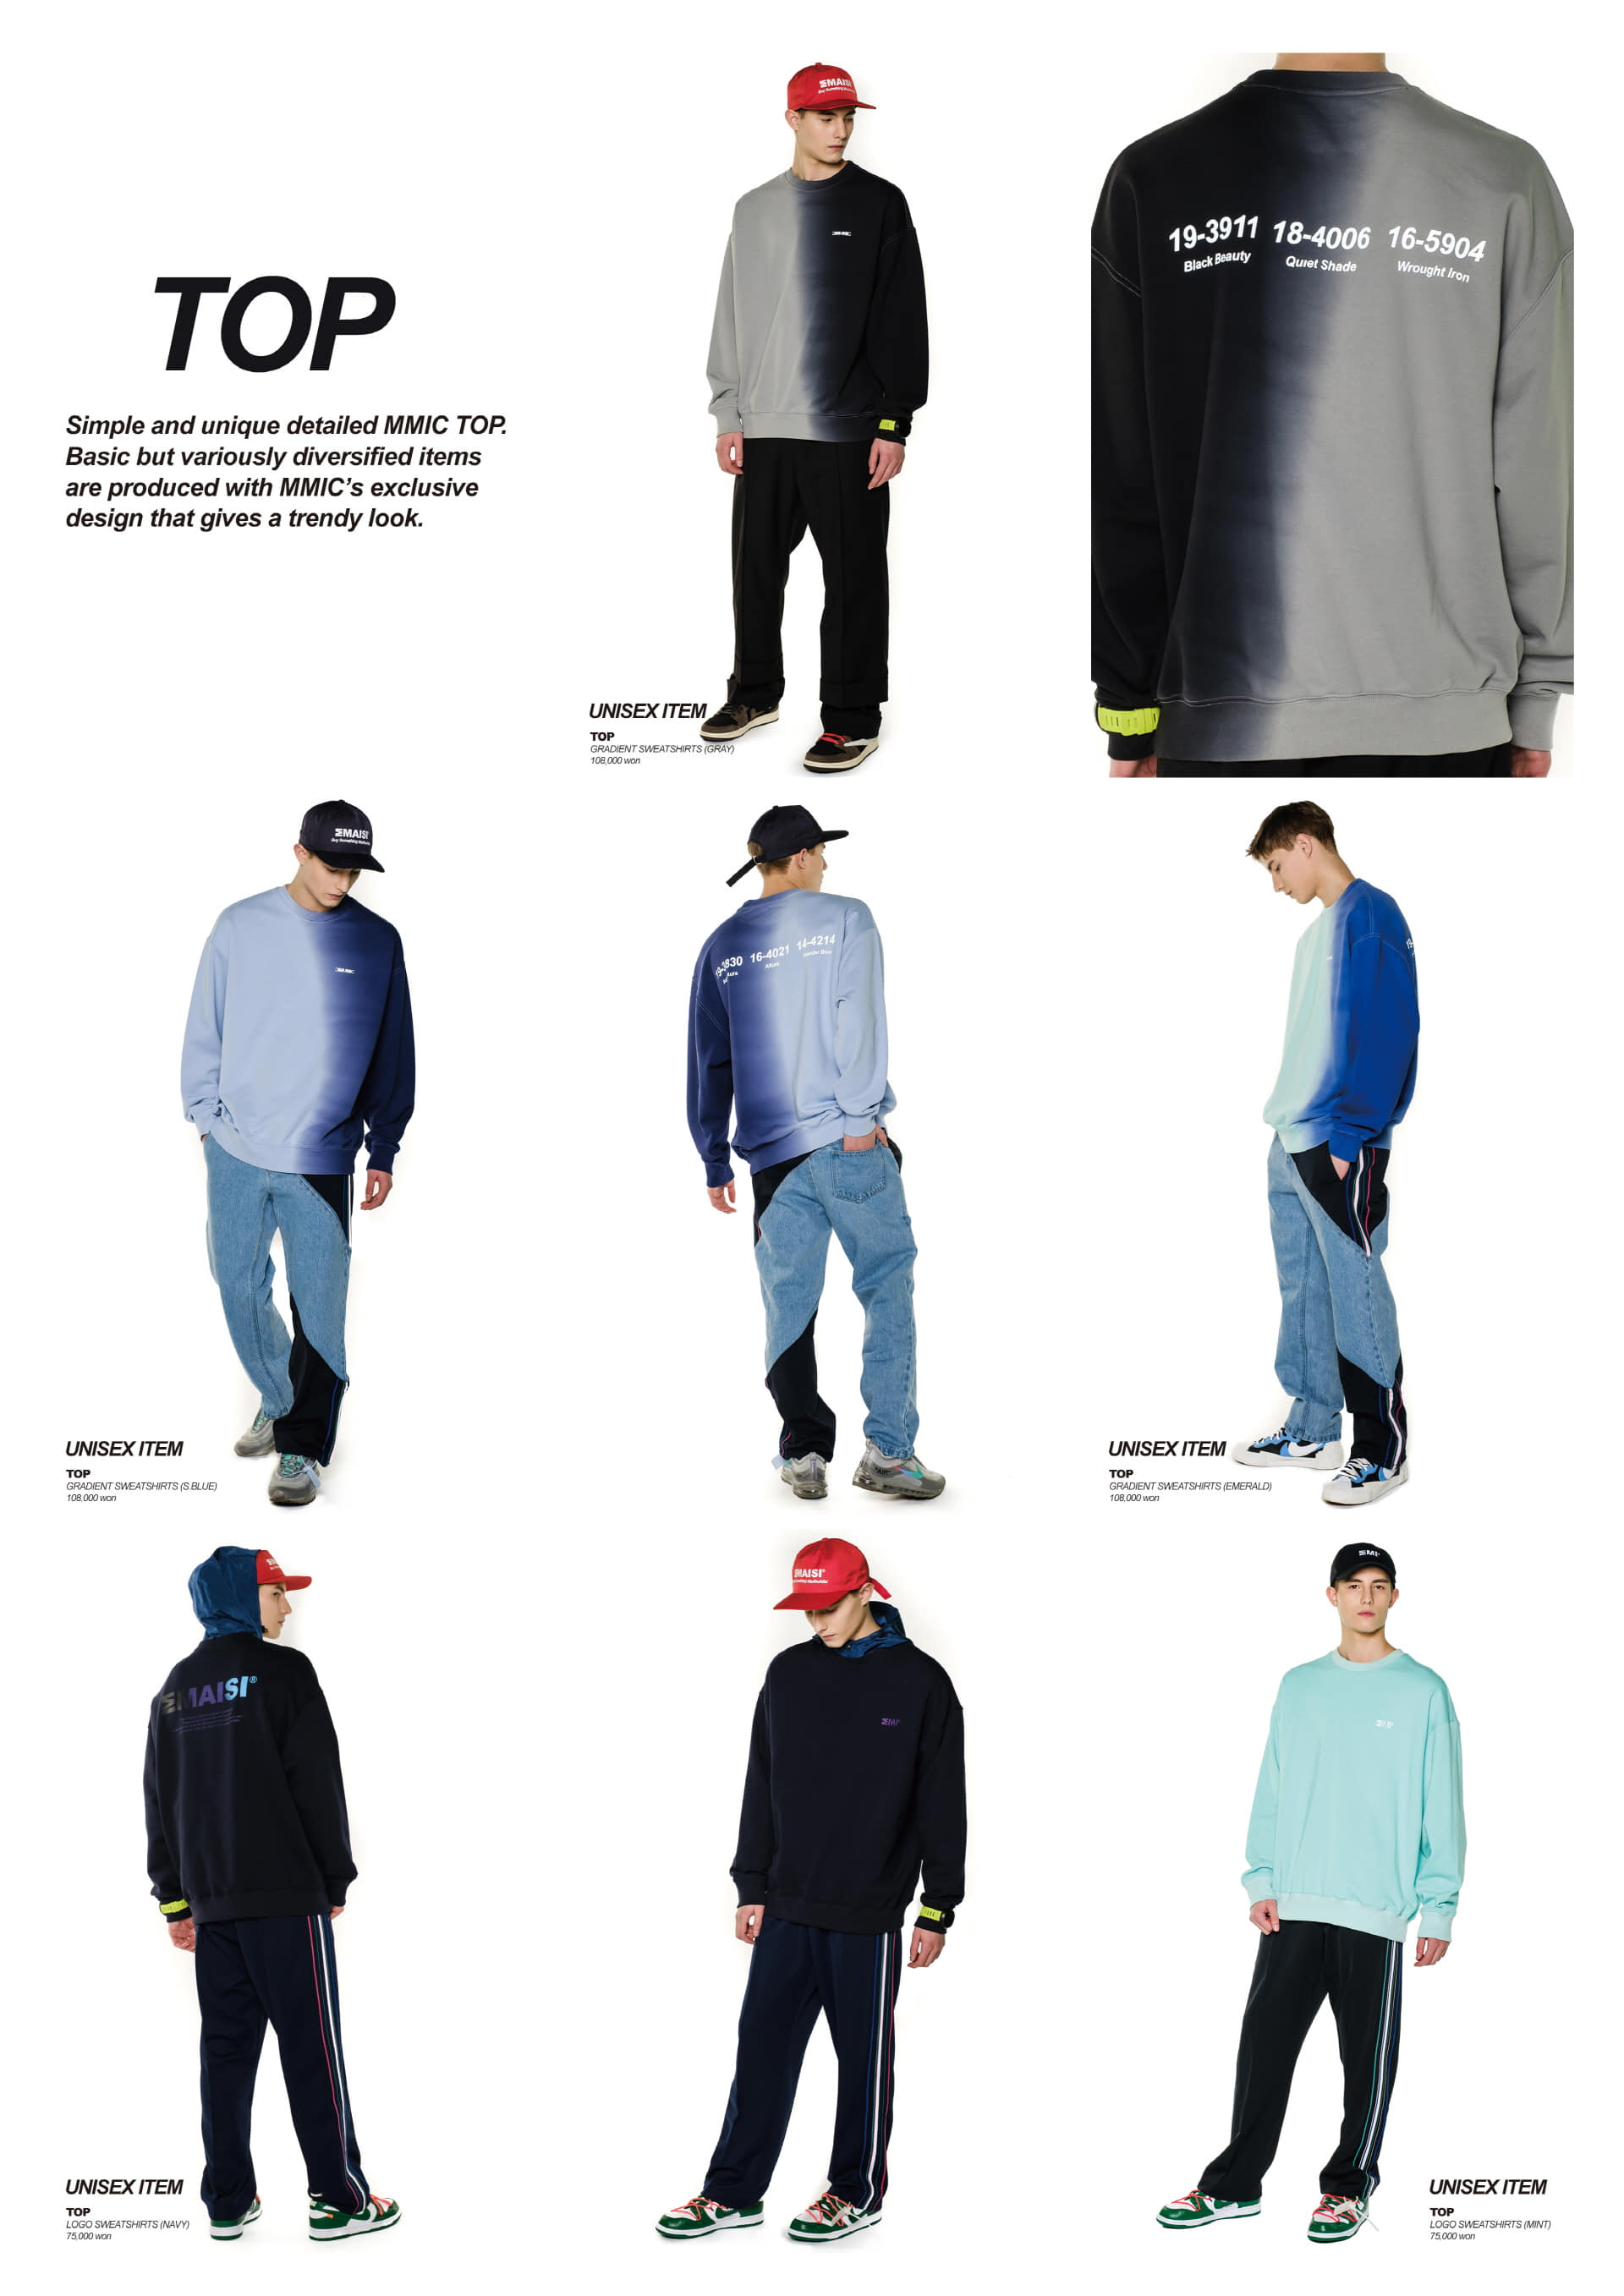 TOP
Simple and unique detailed MMIC TOP.
Basic but variously diversified items
are produced with MMIC’s exclusive
design that gives a trendy look.
19-3911 18-4006 16-5904
Black Beauty Quiet Shade Wrought Iron
UNISEX ITEM
TOP
GRADIENT SWEATSHIRTS (GRAY)
108,000 won
MAISI
16-4021 14-4214
UNISEX ITEM
TOP
GRADIENT SWEATSHIRTS (S.BLUE)
108,000 won
UNISEX ITEM
TOP
GRADIENT SWEATSHIRTS (EMERALD)
108,000 won
MAISI®
MAISI®
UNISEX ITEM
TOP
LOGO SWEATSHIRTS (NAVY)
75,000 won
UNISEX ITEM
TOP
LOGO SWEATSHIRTS (MINT)
75,000 won